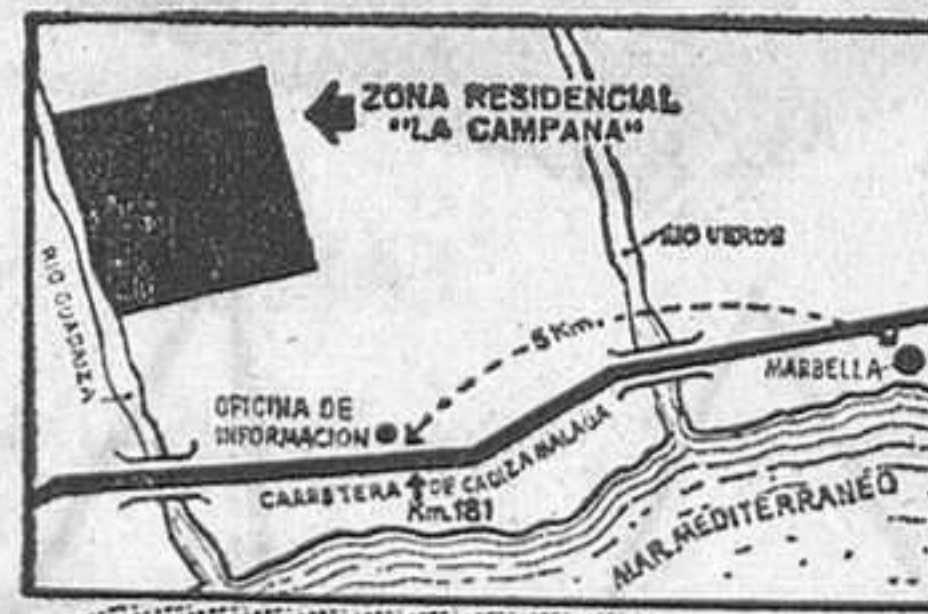 ZONA RESIDENCIAL
"LA CAMPANA"
RIO VERDE
RIO GUADAIZA
5 Km.
MARBELLA
OFICINA DE
INFORMACION
CARRETERA DE CADIZ A MALAGA
Km. 181
MAR MEDITERRANEO